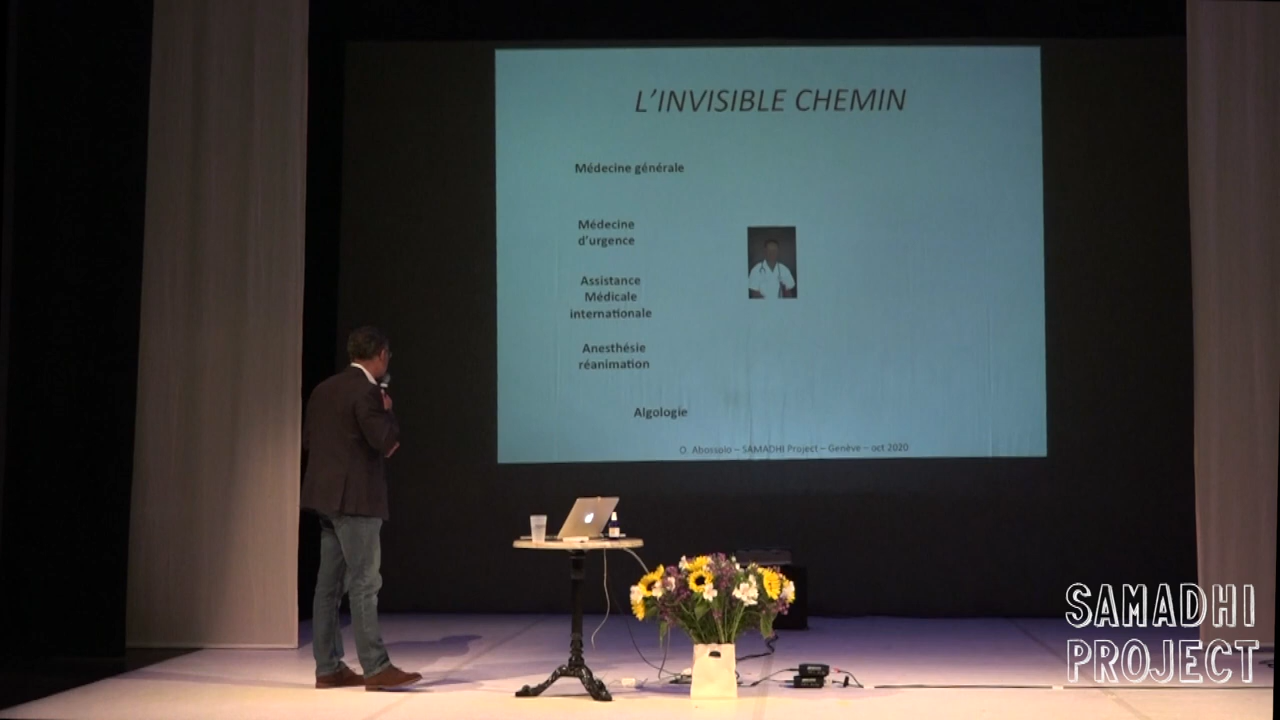 L'INVISIBLE CHEMIN
Médecine générale
Médecine
d'urgence
Assistance
Médicale
internationale
Anesthésie
réanimation
Algologie
O. Abossolo – SAMADHI Project – Genève – oct 2020
SAMADHI
PROJECT